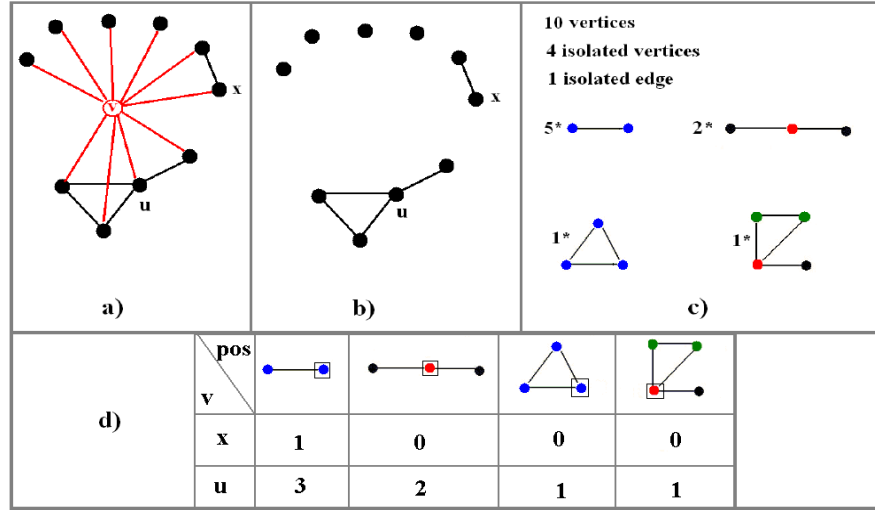 v
x
u
a)
x
u
b)
10 vertices
4 isolated vertices
1 isolated edge
5*
2*
1*
1*
c)
d)
pos
v
x
1
0
0
0
u
3
2
1
1